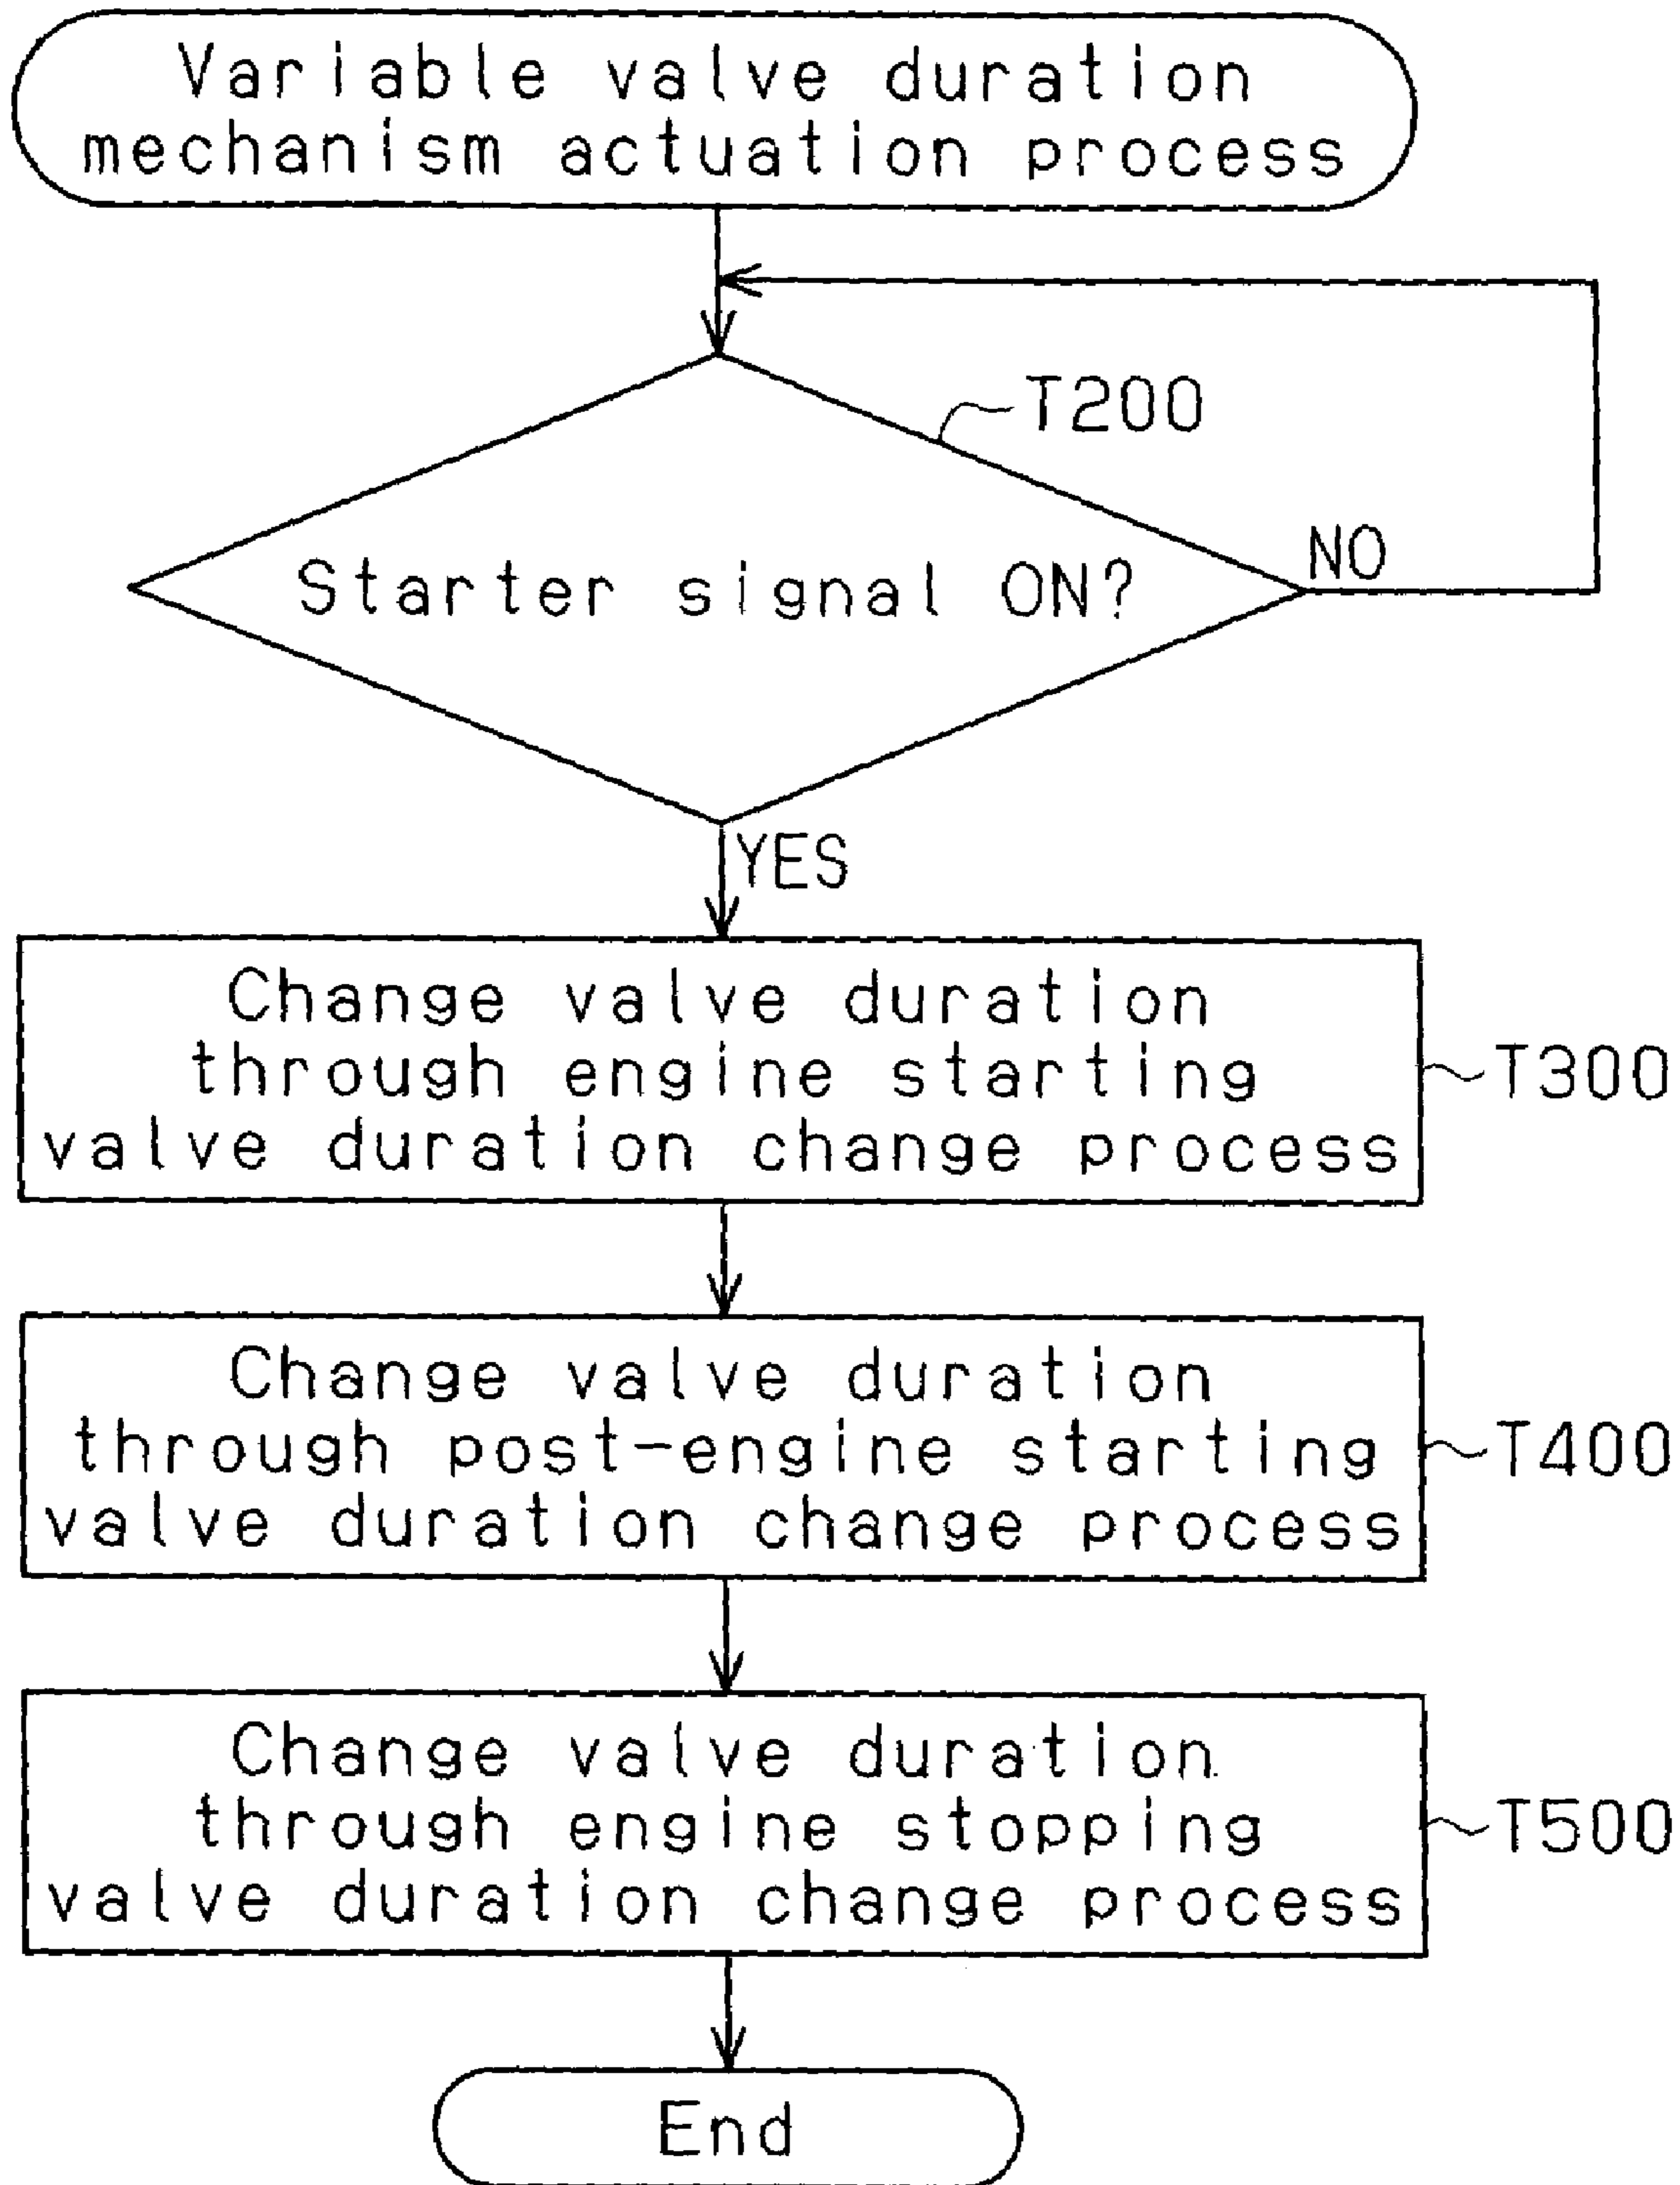 Variable valve duration
mechanism actuation process
T200
Starter signal ON?
NO
YES
Change valve duration
through engine starting
valve duration change process
T300
Change valve duration
through post-engine starting
valve duration change process
T400
Change valve duration
through engine stopping
valve duration change process
T500
End